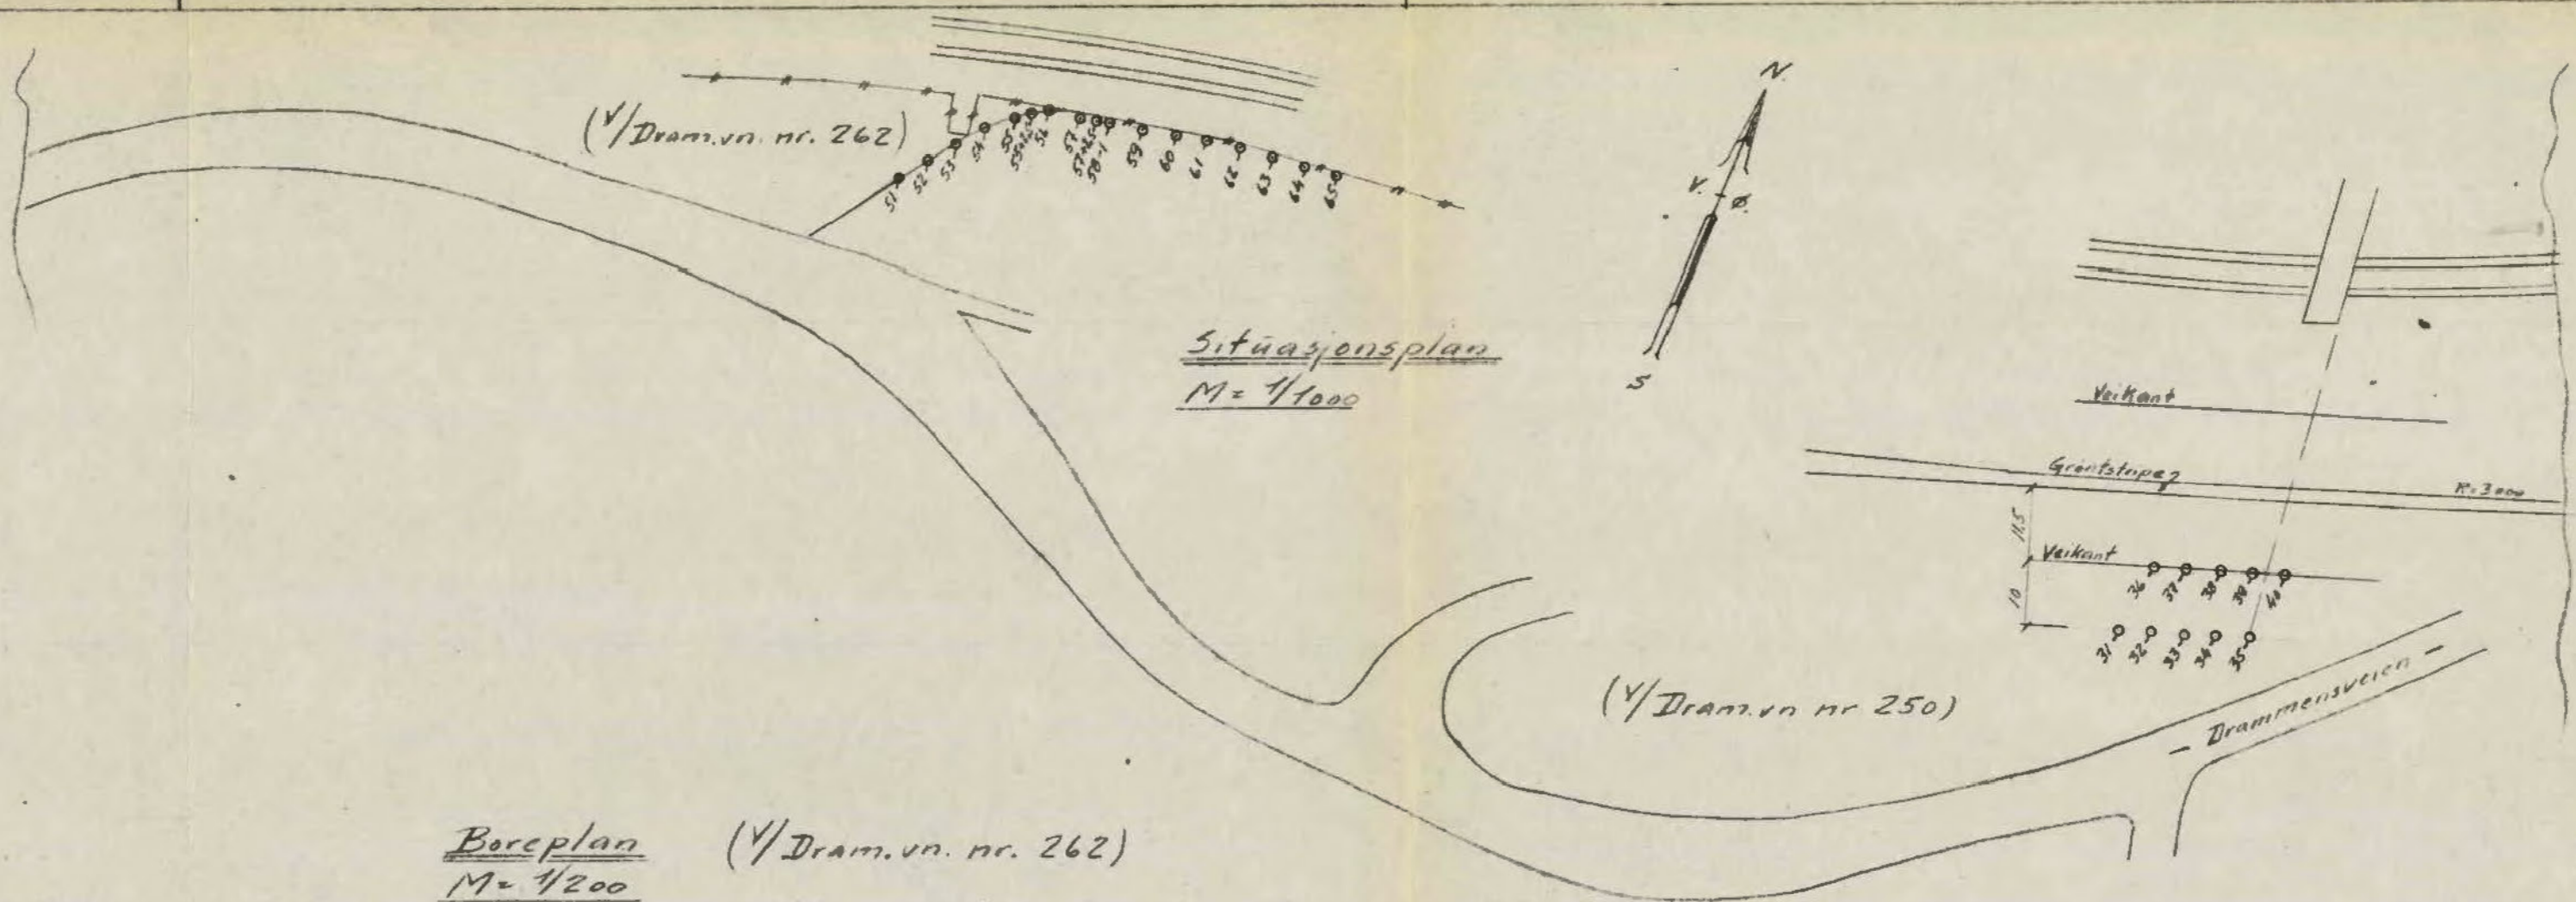 (V/Dram.vn. nr. 262)
51
52
53
54
55
56
57
58-1
59
60
61
62
63
64
65
N.
V.
Ø.
S
Situasjonsplan
M = 1/1000
Veikant
Grøntstripe
R=3000
11.5
Veikant
10
36
37
38
39
40
31
32
33
34
35
(V/Dram.vn nr 250)
- Drammensveien -
Boreplan (V/Dram.vn. nr. 262)
M = 1/200